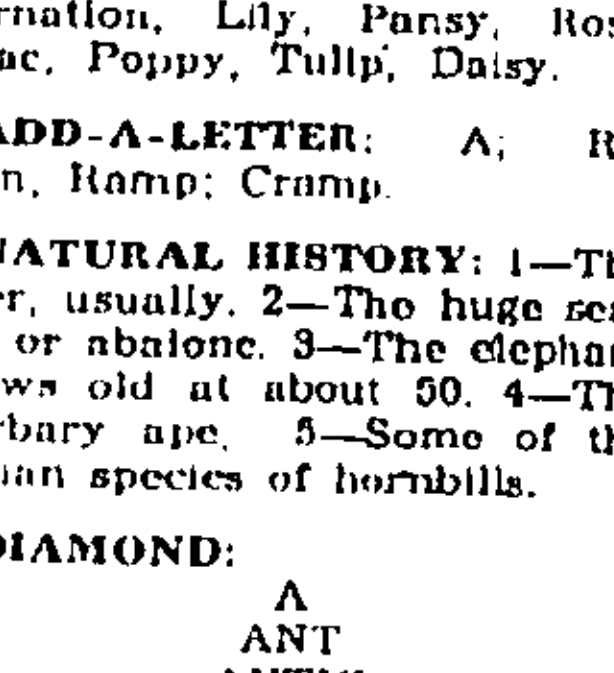 rnation, Lily, Pansy, Ros
ac, Poppy, Tulip, Daisy.
ADD-A-LETTER: A; R
n, Ramp; Cramp.
NATURAL HISTORY: 1—Th
er, usually. 2—The huge sea
or abalone. 3—The elephan
ws old at about 50. 4—Th
rbary ape. 5—Some of th
ian species of hornbills.
DIAMOND:
A
ANT